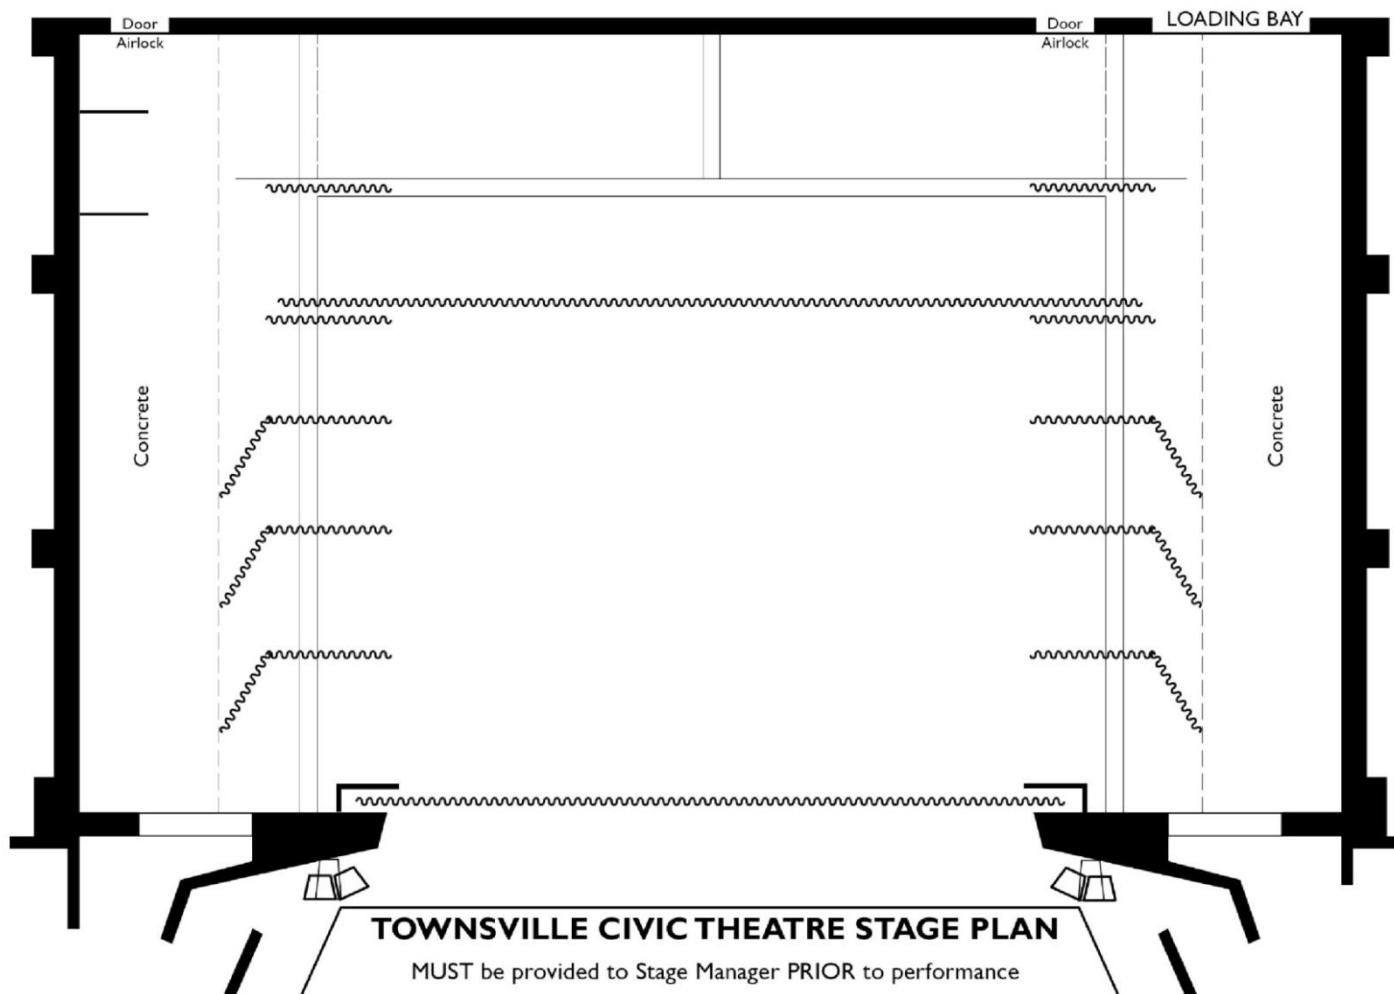 Door
Airlock
Door
Airlock
LOADING BAY
Concrete
Concrete
TOWNSVILLE CIVIC THEATRE STAGE PLAN
MUST be provided to Stage Manager PRIOR to performance